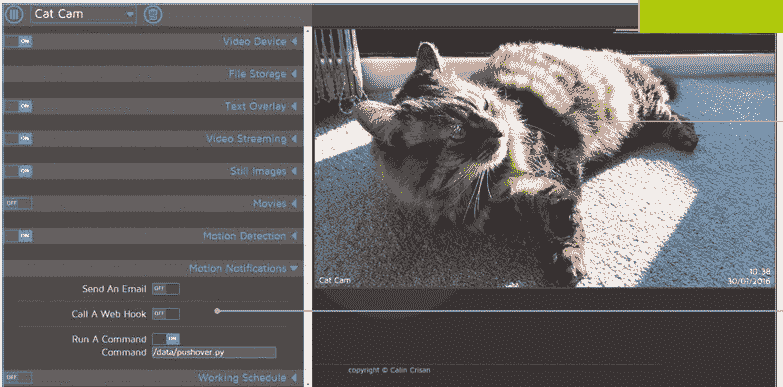 Cat Cam
ON Video Device
File Storage
ON Text Overlay
ON Video Streaming
ON Still Images
OFF Movies
ON Motion Detection
Motion Notifications
Send An Email OFF
Call A Web Hook OFF
Run A Command ON
Command /data/pushover.py
OFF Working Schedule
Cat Cam
10:38
30/07/2016
copyright © Calin Crisan